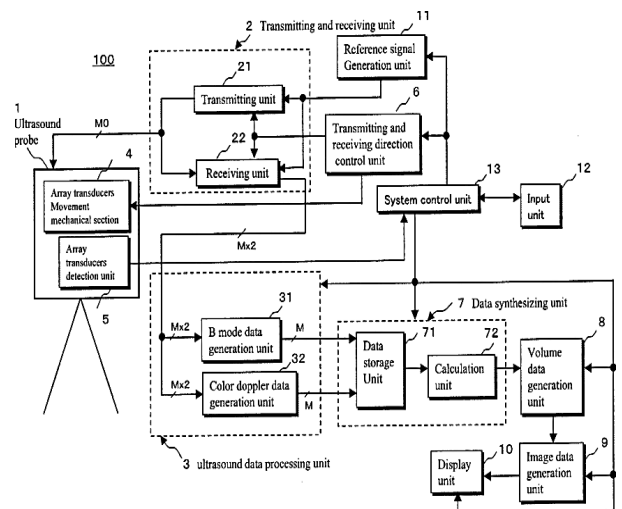 2 Transmitting and receiving unit
11
Reference signal
Generation unit
100
21
Transmitting unit
6
1
Ultrasound
probe
M0
22
Receiving unit
Transmitting and
receiving direction
control unit
4
Array transducers
Movement
mechanical section
13
System control unit
12
Input
unit
Array
transducers
detection unit
5
Mx2
7 Data synthesizing unit
31
Mx2
B mode data
generation unit
M
71
72
8
32
Mx2
Color doppler data
generation unit
M
Data
storage
Unit
Calculation
unit
Volume
data
generation
unit
3 ultrasound data processing unit
10
Display
unit
9
Image data
generation
unit